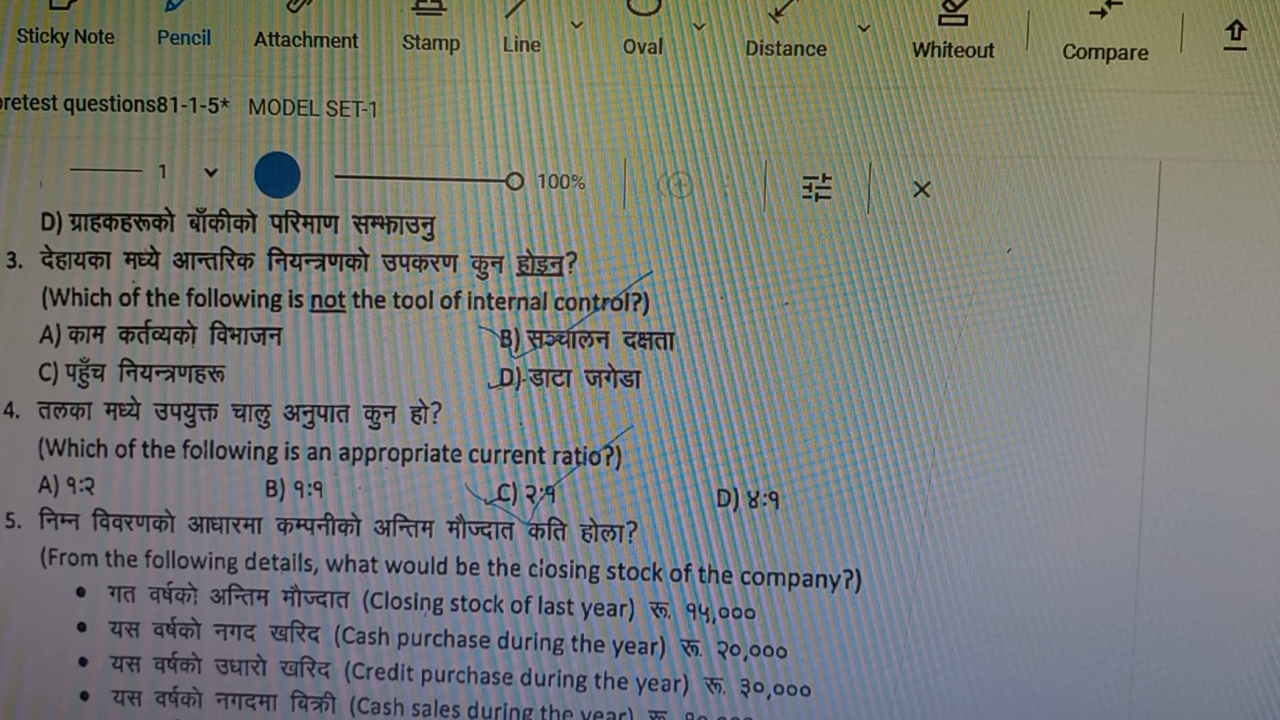 Sticky Note Pencil Attachment Stamp Line Oval Distance Whiteout Compare
retest questions81-1-5* MODEL SET-1
1 100%
D) ग्राहकहरूको बाँकीको परिमाण सम्झाउनु
3. देहायका मध्ये आन्तरिक नियन्त्रणको उपकरण कुन होइन?
(Which of the following is not the tool of internal control?)
A) काम कर्तव्यको विभाजन B) सञ्चालन दक्षता
C) पहुँच नियन्त्रणहरू D) डाटा जगेडा
4. तलका मध्ये उपयुक्त चालु अनुपात कुन हो?
(Which of the following is an appropriate current ratio?)
A) १:२ B) १:१ C) २:१ D) ४:१
5. निम्न विवरणको आधारमा कम्पनीको अन्तिम मौज्दात कति होला?
(From the following details, what would be the closing stock of the company?)
• गत वर्षको अन्तिम मौज्दात (Closing stock of last year) रू. १५,०००
• यस वर्षको नगद खरिद (Cash purchase during the year) रू. २०,०००
• यस वर्षको उधारो खरिद (Credit purchase during the year) रू. ३०,०००
• यस वर्षको नगदमा बिक्री (Cash sales during the year) रू.